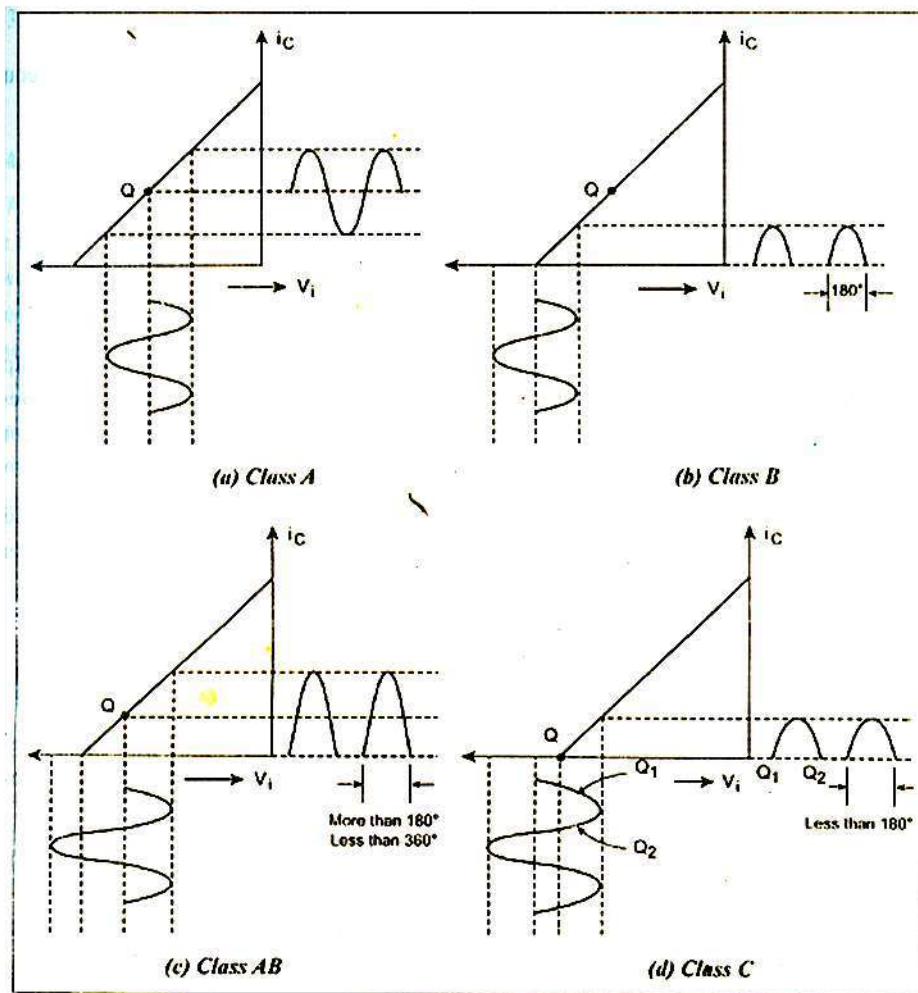 iC
Q
Vi
(a) Class A
iC
Q
Vi
180°
(b) Class B
iC
Q
Vi
More than 180°
Less than 360°
(c) Class AB
iC
Q
Q1
Q2
Vi
Q1 Q2
Less than 180°
(d) Class C